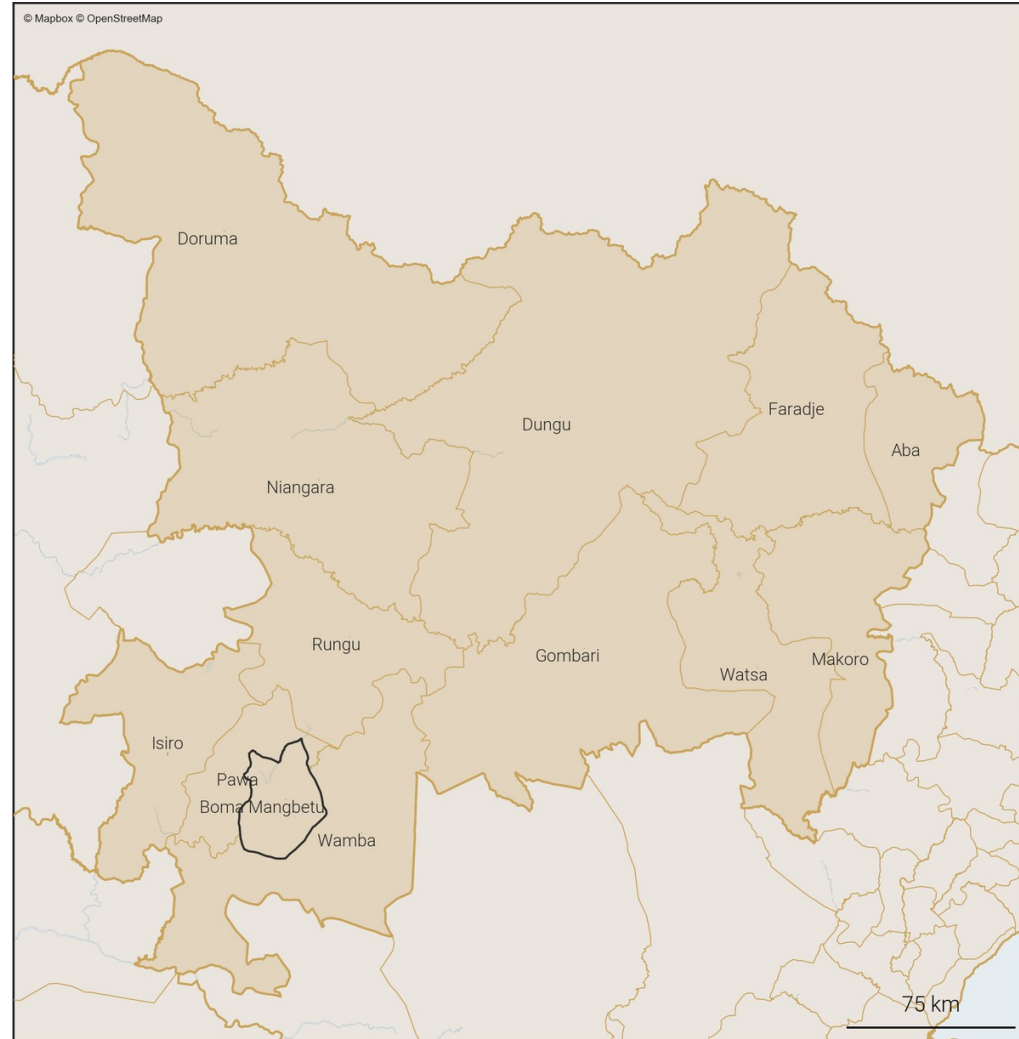 © Mapbox © OpenStreetMap
Doruma
Faradje
Dungu
Aba
Niangara
Rungu
Gombari
Makoro
Watsa
Isiro
Pawa
Boma Mangbetu
Wamba
75 km